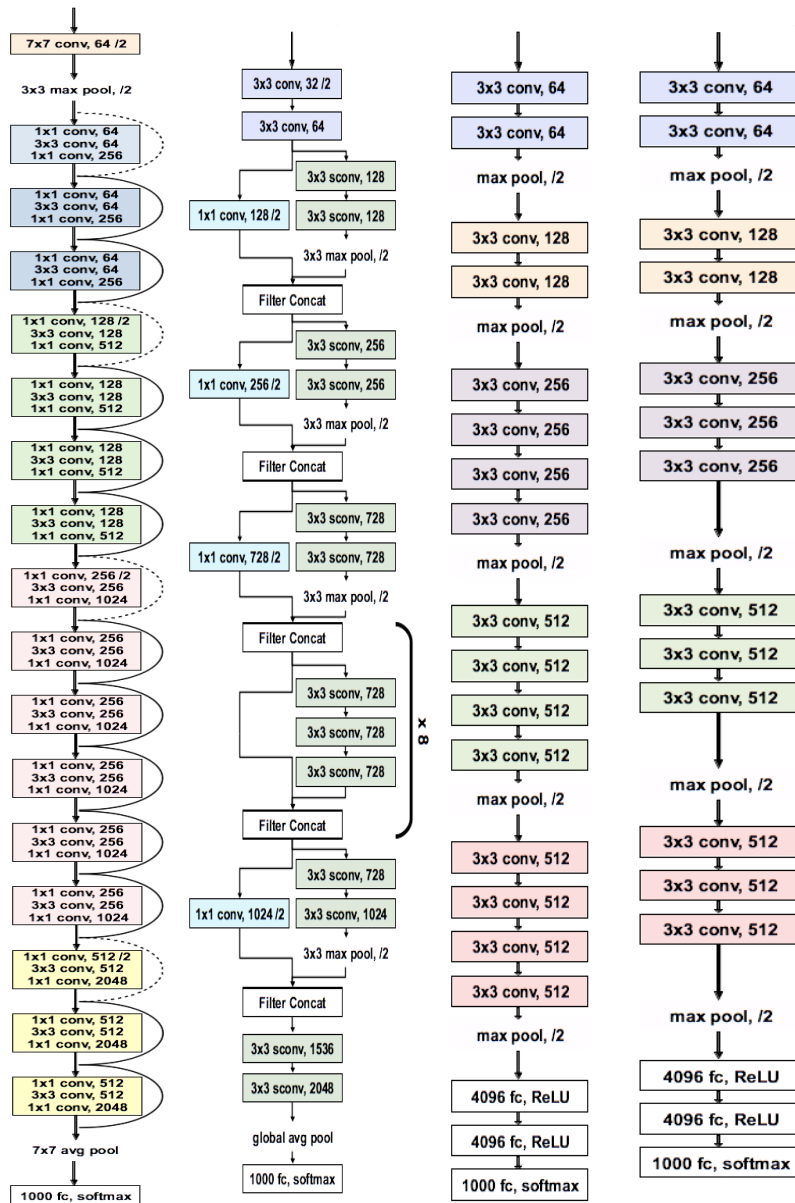 7x7 conv, 64 /2
3x3 max pool, /2
1x1 conv, 64
3x3 conv, 64
1x1 conv, 256
1x1 conv, 64
3x3 conv, 64
1x1 conv, 256
1x1 conv, 64
3x3 conv, 64
1x1 conv, 256
1x1 conv, 128 /2
3x3 conv, 128
1x1 conv, 512
1x1 conv, 128
3x3 conv, 128
1x1 conv, 512
1x1 conv, 128
3x3 conv, 128
1x1 conv, 512
1x1 conv, 128
3x3 conv, 128
1x1 conv, 512
1x1 conv, 256 /2
3x3 conv, 256
1x1 conv, 1024
1x1 conv, 256
3x3 conv, 256
1x1 conv, 1024
1x1 conv, 256
3x3 conv, 256
1x1 conv, 1024
1x1 conv, 256
3x3 conv, 256
1x1 conv, 1024
1x1 conv, 256
3x3 conv, 256
1x1 conv, 1024
1x1 conv, 256
3x3 conv, 256
1x1 conv, 1024
1x1 conv, 512 /2
3x3 conv, 512
1x1 conv, 2048
1x1 conv, 512
3x3 conv, 512
1x1 conv, 2048
1x1 conv, 512
3x3 conv, 512
1x1 conv, 2048
7x7 avg pool
1000 fc, softmax
3x3 conv, 32 /2
3x3 conv, 64
3x3 sconv, 128
1x1 conv, 128 /2
3x3 sconv, 128
3x3 max pool, /2
Filter Concat
3x3 sconv, 256
1x1 conv, 256 /2
3x3 sconv, 256
3x3 max pool, /2
Filter Concat
3x3 sconv, 728
1x1 conv, 728 /2
3x3 sconv, 728
3x3 max pool, /2
Filter Concat
3x3 sconv, 728
3x3 sconv, 728
3x3 sconv, 728
x 8
Filter Concat
3x3 sconv, 728
1x1 conv, 1024 /2
3x3 sconv, 1024
3x3 max pool, /2
Filter Concat
3x3 sconv, 1536
3x3 sconv, 2048
global avg pool
1000 fc, softmax
3x3 conv, 64
3x3 conv, 64
max pool, /2
3x3 conv, 128
3x3 conv, 128
max pool, /2
3x3 conv, 256
3x3 conv, 256
3x3 conv, 256
3x3 conv, 256
max pool, /2
3x3 conv, 512
3x3 conv, 512
3x3 conv, 512
3x3 conv, 512
max pool, /2
3x3 conv, 512
3x3 conv, 512
3x3 conv, 512
3x3 conv, 512
max pool, /2
4096 fc, ReLU
4096 fc, ReLU
1000 fc, softmax
3x3 conv, 64
3x3 conv, 64
max pool, /2
3x3 conv, 128
3x3 conv, 128
max pool, /2
3x3 conv, 256
3x3 conv, 256
3x3 conv, 256
max pool, /2
3x3 conv, 512
3x3 conv, 512
3x3 conv, 512
max pool, /2
3x3 conv, 512
3x3 conv, 512
3x3 conv, 512
max pool, /2
4096 fc, ReLU
4096 fc, ReLU
1000 fc, softmax